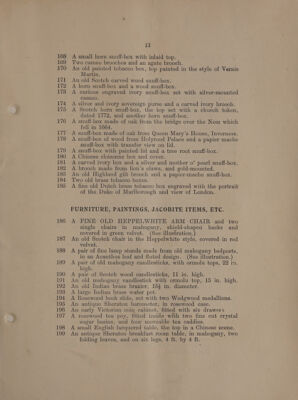 13
168 A small horn snuff-box with inlaid top.
169 Two cameo brooches and an agate brooch.
170 An old painted tobacco box, top painted in the style of Vernis
Martin.
171 An old Scotch carved wood snuff-box.
172 A horn snuff-box and a wood snuff-box.
173 A curious engraved ivory snuff-box set with silver-mounted
cameo.
174 A silver and ivory sovereign purse and a carved ivory brooch.
175 A Scotch horn snuff-box, the top set with a church token,
dated 1772, and another horn snuff-box.
176 A snuff-box made of oak from the bridge over the Ness which
fell in 1664.
177 A snuff-box made of oak from Queen Mary's House, Inverness.
178 A snuff-box of wood from Holyrood Palace and a papier mache
snuff-box with transfer view on lid.
179 A snuff-box with painted lid and a tree root snuff-box.
180 A Chinese cloisonne box and cover.
181 A carved ivory box and a silver and mother o' pearl snuff-box.
182 A brooch made from lion's claws, and gold-mounted.
183 An old Highland gilt brooch and a papier-mache snuff-box.
184 Two old brass tobacco boxes.
185 A fine old Dutch brass tobacco box engraved with the portrait
of the Duke of Marlborough and view of London.
FURNITURE, PAINTINGS, JACOBITE ITEMS, ETC.
186 A FINE OLD HEPPELWHITE ARM CHAIR and two
single chairs in mahogany, shield-shaped backs and
covered in green velvet. (See illustration.)
187 An old Scotch chair in the Heppelwhite style, covered in red
velvet.
188 A pair of fine lamp stands made from old mahogany bedposts,
in an Acanthus leaf and fluted design. (See illustration.)
189 A pair of old mahogany candlesticks, with ormolu tops, 22 in.
high.
190 A pair of Scotch wood candlesticks, 11 in. high.
191 An old mahogany candlestick with ormolu top, 15 in. high.
192 An old Indian brass brazier, 15½ in. diameter.
193 A large Indian brass water pot.
194 A Rosewood book slide, set with two Wedgwood medallions.
195 An antique Sheraton barometer, in rosewood case.
196 An early Victorian coin cabinet, fitted with six drawers.
197 A rosewood tea poy, fitted inside with two fine cut crystal
sugar basins, and four movable tea caddies.
198 A small English lacquered table, the top in a Chinese scene.
199 An antique Sheraton breakfast room table, in mahogany, two
folding leaves, and on six legs, 4 ft. by 4 ft.